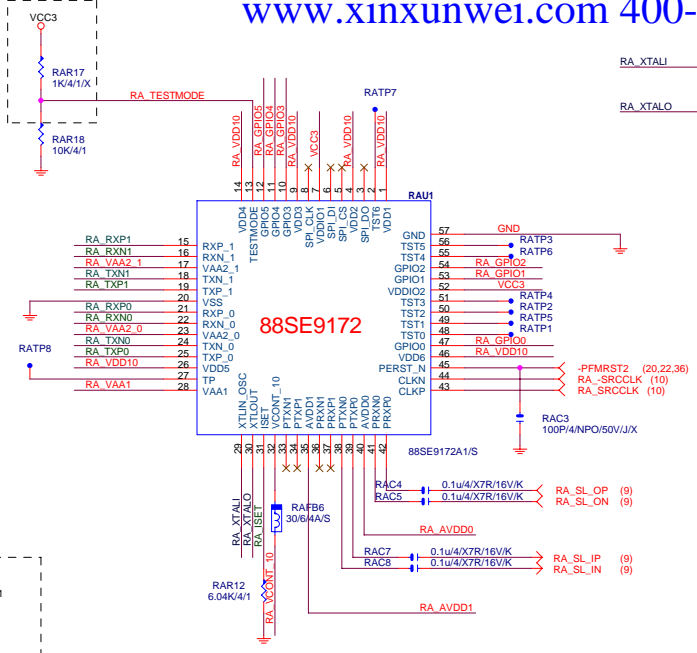 www.xinxunwei.com 400-
VCC3
RAR17
1K/4/1/X
RA_TESTMODE
RAR18
10K/4/1
RATP7
RA_XTALI
RA_XTALO
RA_VDD10
RA_GPIO5
RA_GPIO4
RA_GPIO3
RA_VDD10
VCC3
RA_VDD10
RA_VDD10
14
13
12
11
10
9
8
7
6
5
4
3
2
1
VDD4
TESTMODE
GPIO5
GPIO4
GPIO3
VDD3
SPI_CLK
VDDIO1
SPI_DI
SPI_CS
VDD2
SPI_DO
TST6
VDD1
RAU1
RA_RXP1 15 RXP_1
RA_RXN1 16 RXN_1
RA_VAA2_1 17 VAA2_1
RA_TXN1 18 TXN_1
RA_TXP1 19 TXP_1
20 VSS
RA_RXP0 21 RXP_0
RA_RXN0 22 RXN_0
RA_VAA2_0 23 VAA2_0
RA_TXN0 24 TXN_0
RA_TXP0 25 TXP_0
RA_VDD10 26 VDD5
RATP8
27 TP
RA_VAA1 28 VAA1
88SE9172
GND 57 GND
TST5 56 RATP3
TST4 55 RATP6
GPIO2 54 RA_GPIO2
GPIO1 53 RA_GPIO1
VDDIO2 52 VCC3
TST3 51 RATP4
TST2 50 RATP2
TST1 49 RATP5
TST0 48 RATP1
GPIO0 47 RA_GPIO0
VDD6 46 RA_VDD10
PERST_N 45 -PFMRST2 (20,22,36)
CLKN 44 RA_-SRCCLK (10)
CLKP 43 RA_SRCCLK (10)
RAC3
100P/4/NPO/50V/J/X
XTLIN_OSC
XTLOUT
ISET
VCONT_10
PTXN1
PTXP1
AVDD1
PRXN1
PRXP1
PTXN0
PTXP0
AVDD0
PRXN0
PRXP0
29
30
31
32
33
34
35
36
37
38
39
40
41
42
88SE9172A1/S
RA_XTALI
RA_XTALO
RA_ISET
RA_VCONT_10
RAFB6
30/6/4A/S
RAR12
6.04K/4/1
RAC4 0.1u/4/X7R/16V/K RA_SL_OP (9)
RAC5 0.1u/4/X7R/16V/K RA_SL_ON (9)
RA_AVDD0
RAC7 0.1u/4/X7R/16V/K RA_SL_IP (9)
RAC8 0.1u/4/X7R/16V/K RA_SL_IN (9)
RA_AVDD1